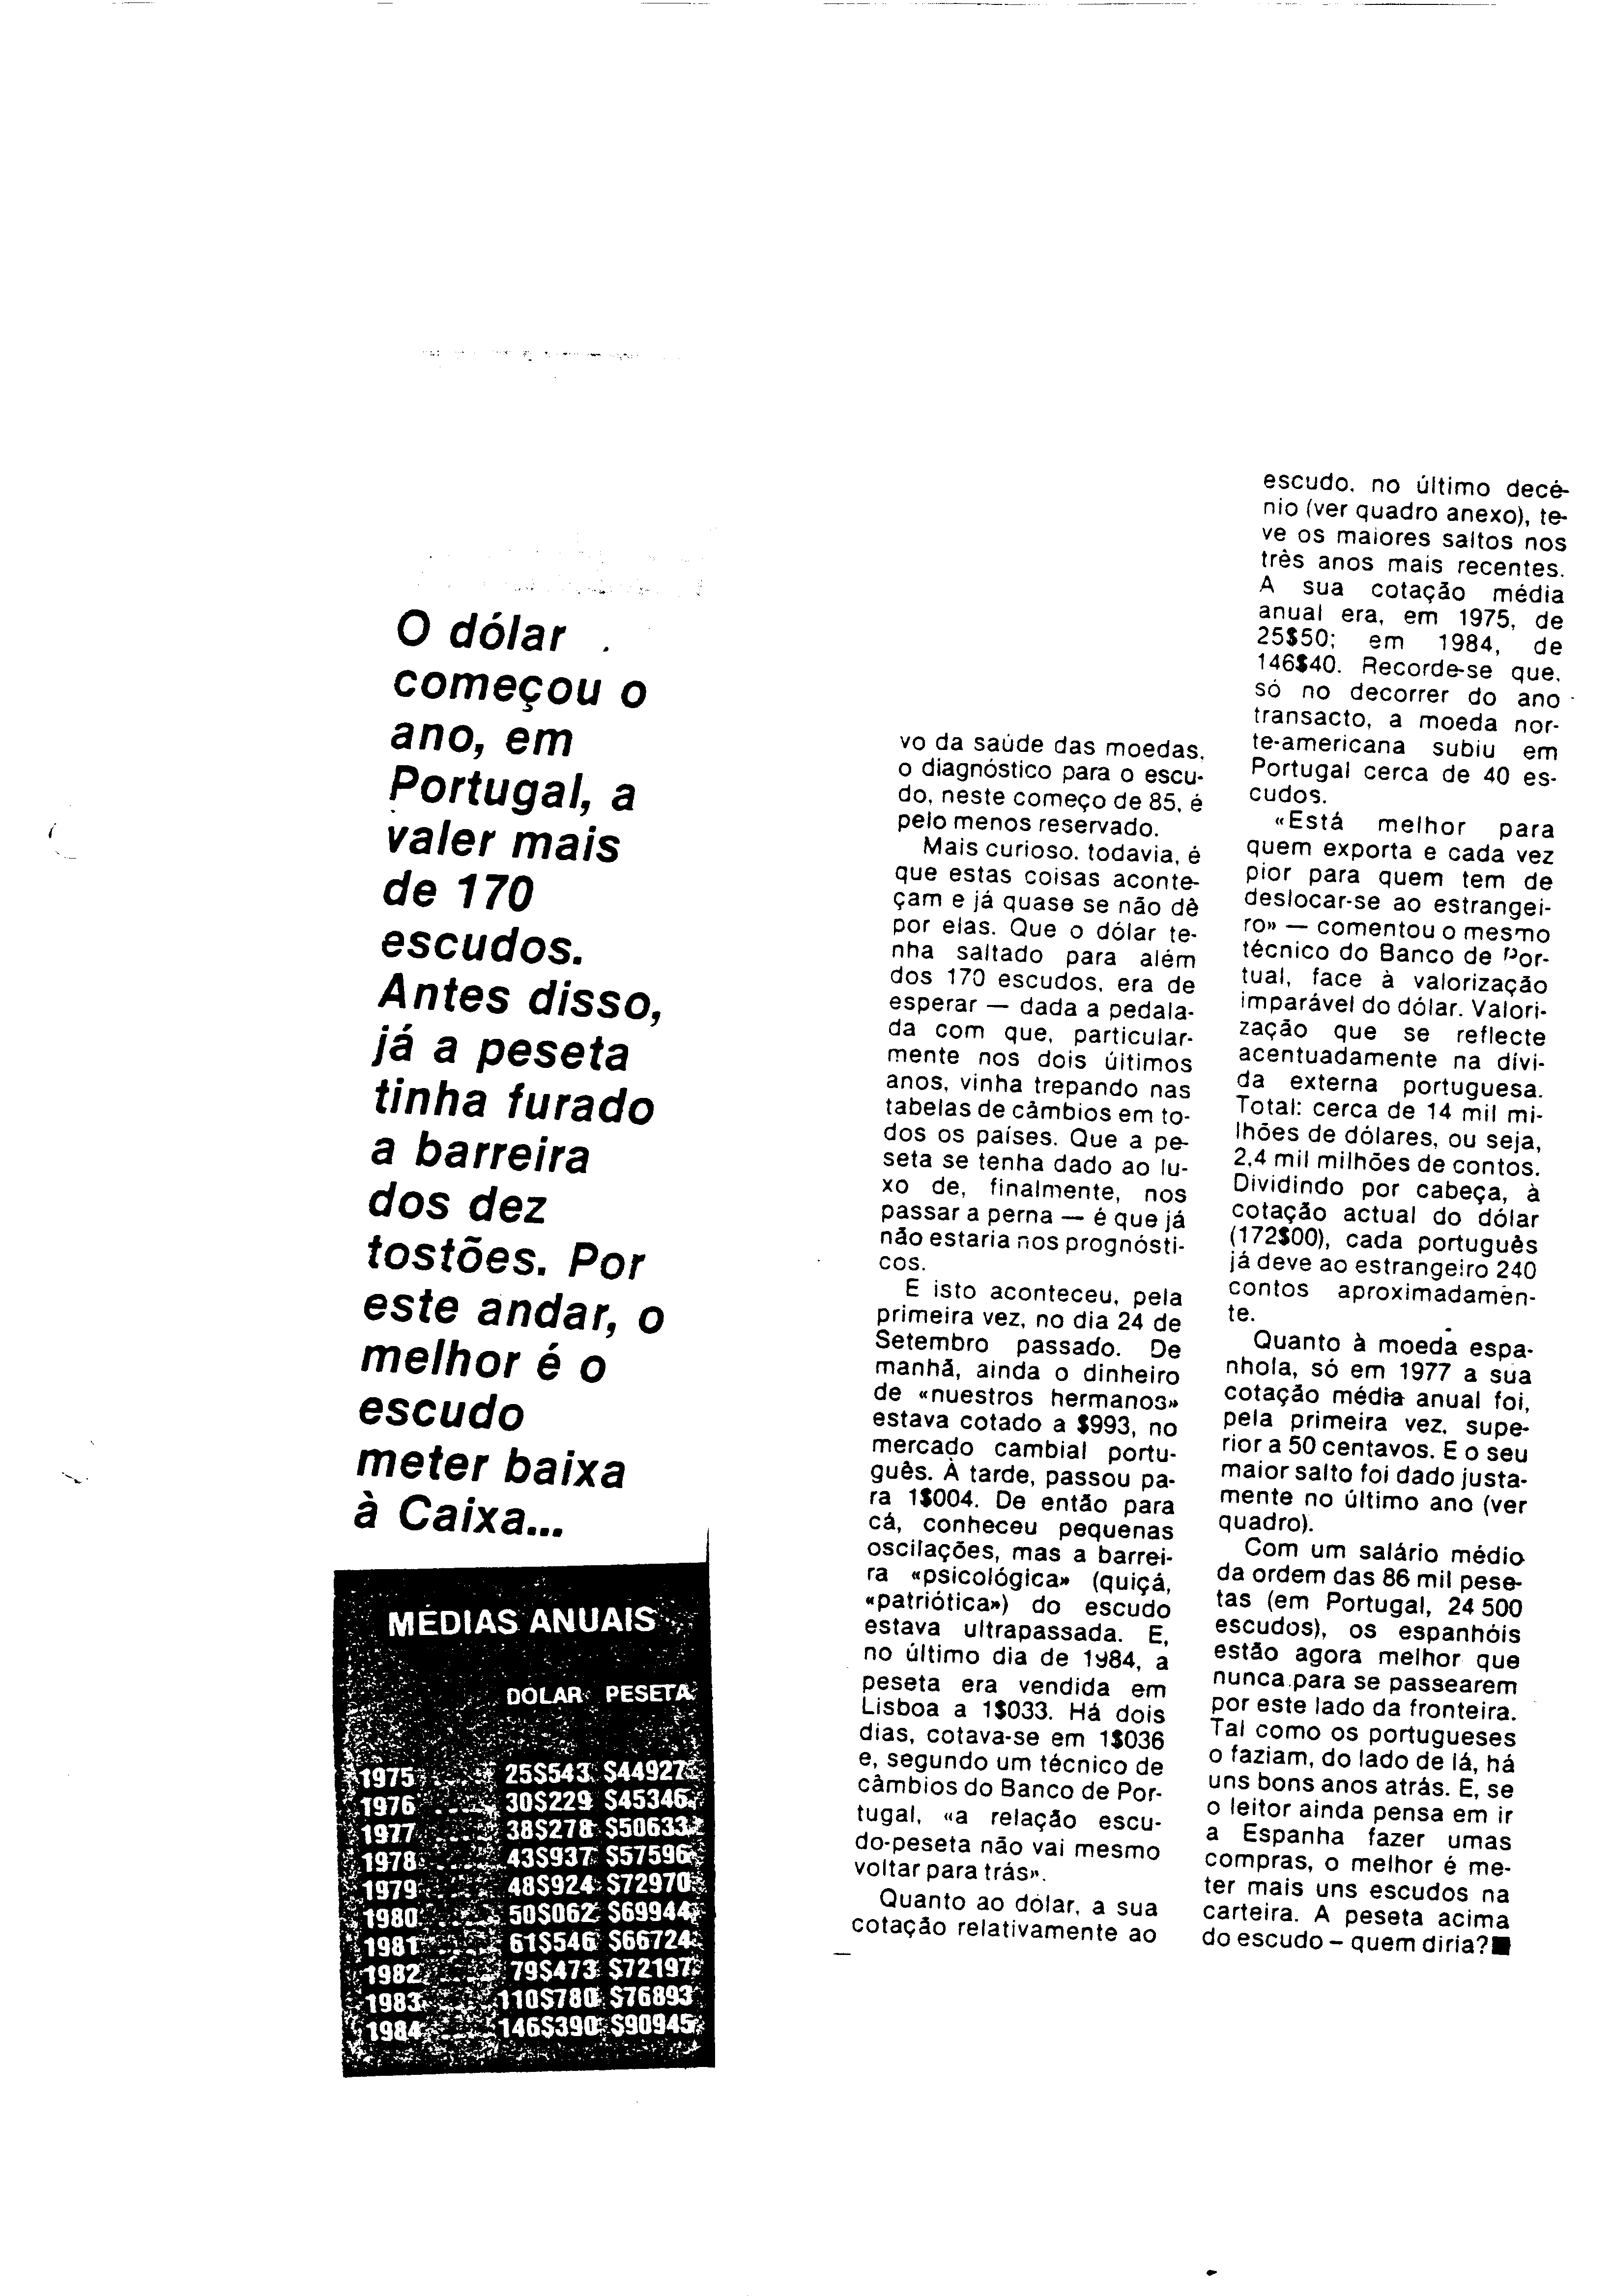 O dólar
começou o
ano, em
Portugal, a
valer mais
de 170
escudos.
Antes disso,
já a peseta
tinha furado
a barreira
dos dez
tostões. Por
este andar, o
melhor é o
escudo
meter baixa
à Caixa...
MÉDIAS ANUAIS
DÓLAR PESETA
1975 25$543 $44927
1976 30$229 $45346
1977 38$278 $50633
1978 43$937 $57596
1979 48$924 $72970
1980 50$062 $69944
1981 61$546 $66724
1982 79$473 $72197
1983 110$780 $76893
1984 146$390 $90945
vo da saúde das moedas,
o diagnóstico para o escu-
do, neste começo de 85, é
pelo menos reservado.
Mais curioso, todavia, é
que estas coisas aconte-
çam e já quase se não dê
por elas. Que o dólar te-
nha saltado para além
dos 170 escudos, era de
esperar — dada a pedala-
da com que, particular-
mente nos dois últimos
anos, vinha trepando nas
tabelas de câmbios em to-
dos os países. Que a pe-
seta se tenha dado ao lu-
xo de, finalmente, nos
passar a perna — é que já
não estaria nos prognósti-
cos.
E isto aconteceu, pela
primeira vez, no dia 24 de
Setembro passado. De
manhã, ainda o dinheiro
de «nuestros hermanos»
estava cotado a $993, no
mercado cambial portu-
guês. À tarde, passou pa-
ra 1$004. De então para
cá, conheceu pequenas
oscilações, mas a barrei-
ra «psicológica» (quiçá,
«patriótica») do escudo
estava ultrapassada. E,
no último dia de 1984, a
peseta era vendida em
Lisboa a 1$033. Há dois
dias, cotava-se em 1$036
e, segundo um técnico de
câmbios do Banco de Por-
tugal, «a relação escu-
do-peseta não vai mesmo
voltar para trás».
Quanto ao dólar, a sua
cotação relativamente ao
escudo, no último decé-
nio (ver quadro anexo), te-
ve os maiores saltos nos
três anos mais recentes.
A sua cotação média
anual era, em 1975, de
25$50; em 1984, de
146$40. Recorde-se que,
só no decorrer do ano
transacto, a moeda nor-
te-americana subiu em
Portugal cerca de 40 es-
cudos.
«Está melhor para
quem exporta e cada vez
pior para quem tem de
deslocar-se ao estrangei-
ro» — comentou o mesmo
técnico do Banco de Por-
tual, face à valorização
imparável do dólar. Valori-
zação que se reflecte
acentuadamente na dívi-
da externa portuguesa.
Total: cerca de 14 mil mi-
lhões de dólares, ou seja,
2,4 mil milhões de contos.
Dividindo por cabeça, à
cotação actual do dólar
(172$00), cada português
já deve ao estrangeiro 240
contos aproximadamen-
te.
Quanto à moeda espa-
nhola, só em 1977 a sua
cotação média anual foi,
pela primeira vez, supe-
rior a 50 centavos. E o seu
maior salto foi dado justa-
mente no último ano (ver
quadro).
Com um salário médio
da ordem das 86 mil pese-
tas (em Portugal, 24 500
escudos), os espanhóis
estão agora melhor que
nunca para se passearem
por este lado da fronteira.
Tal como os portugueses
o faziam, do lado de lá, há
uns bons anos atrás. E, se
o leitor ainda pensa em ir
a Espanha fazer umas
compras, o melhor é me-
ter mais uns escudos na
carteira. A peseta acima
do escudo – quem diria?■